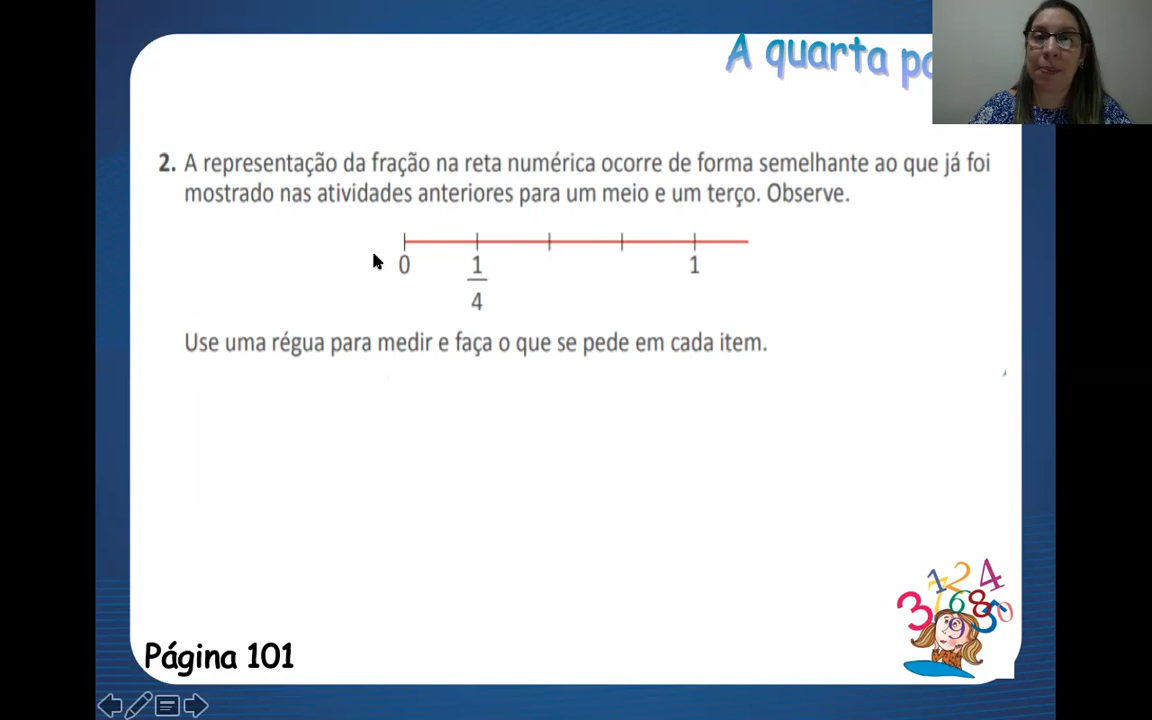 A quarta
2. A representação da fração na reta numérica ocorre de forma semelhante ao que já foi
mostrado nas atividades anteriores para um meio e um terço. Observe.
0 1 1
4
Use uma régua para medir e faça o que se pede em cada item.
Página 101